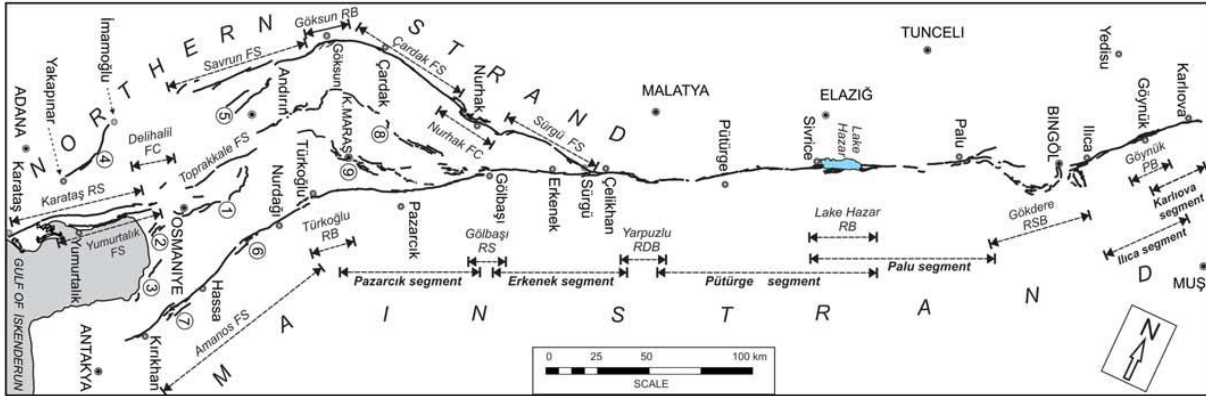 NORTHERN STRAND
MAIN STRAND
ADANA
Karataş
Yakapınar
İmamoğlu
Delihalil
FC
Karataş RS
Yumurtalık
FS
Yumurtalık
GULF OF İSKENDERUN
Savrun FS
Göksun RB
Çardak FS
Andırın
Göksun
Çardak
K.MARAŞ
Nurhak
Nurhak FC
Sürgü FS
Toprakkale FS
OSMANIYE
Türkoğlu
Nurdağı
Türkoğlu
RB
Pazarcık
Hassa
Amanos FS
ANTAKYA
Kırıkhan
1
2
3
4
5
6
7
8
9
Gölbaşı
Gölbaşı
RS
Erkenek
Sürgü
Çelikhan
Yarpuzlu
RDB
Pazarcık segment
Erkenek segment
Pütürge segment
MALATYA
Pütürge
ELAZIĞ
Sivrice
Lake
Hazar
Lake Hazar
RB
Palu segment
TUNCELI
Palu
BINGÖL
Gökdere
RSB
Ilıca
Yedisu
Göynük
Karlıova
Göynük
PB
Karlıova
segment
Ilıca segment
MUŞ
N
0 25 50 100 km
SCALE